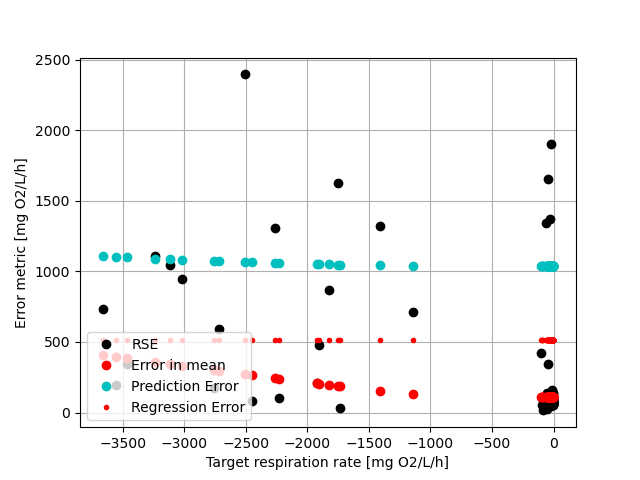 2500
2000
1500
1000
500
0
Error metric [mg O2/L/h]
RSE
Error in mean
Prediction Error
Regression Error
−3500 −3000 −2500 −2000 −1500 −1000 −500 0
Target respiration rate [mg O2/L/h]